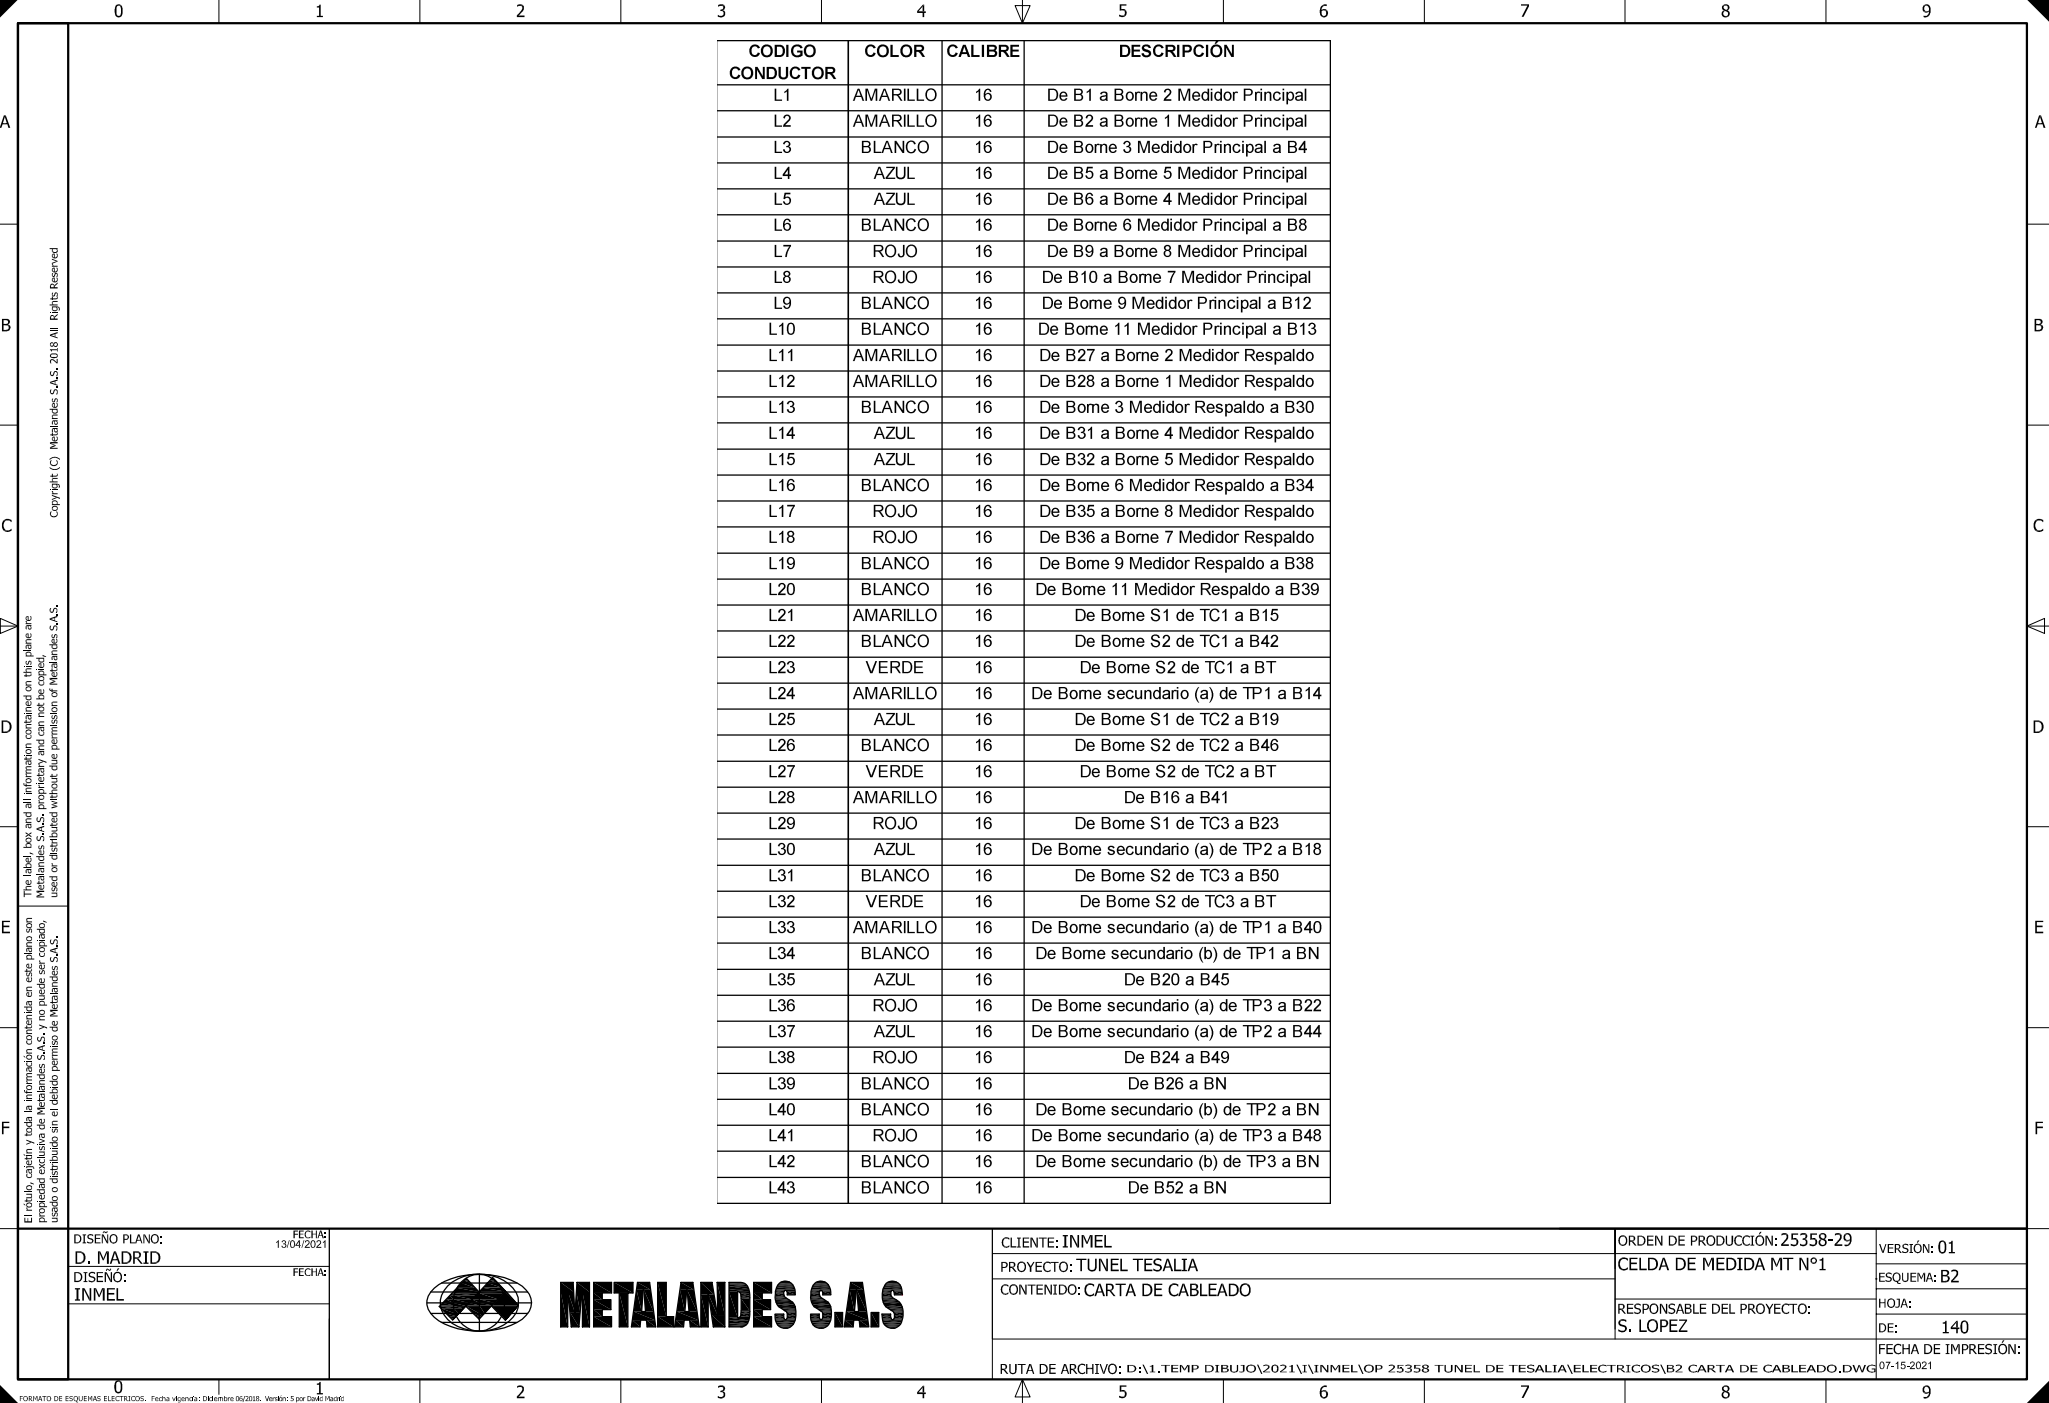 0 1 2 3 4 5 6 7 8 9
CODIGO CONDUCTOR COLOR CALIBRE DESCRIPCIÓN
L1 AMARILLO 16 De B1 a Borne 2 Medidor Principal
L2 AMARILLO 16 De B2 a Borne 1 Medidor Principal
L3 BLANCO 16 De Borne 3 Medidor Principal a B4
L4 AZUL 16 De B5 a Borne 5 Medidor Principal
L5 AZUL 16 De B6 a Borne 4 Medidor Principal
L6 BLANCO 16 De Borne 6 Medidor Principal a B8
L7 ROJO 16 De B9 a Borne 8 Medidor Principal
L8 ROJO 16 De B10 a Borne 7 Medidor Principal
L9 BLANCO 16 De Borne 9 Medidor Principal a B12
L10 BLANCO 16 De Borne 11 Medidor Principal a B13
L11 AMARILLO 16 De B27 a Borne 2 Medidor Respaldo
L12 AMARILLO 16 De B28 a Borne 1 Medidor Respaldo
L13 BLANCO 16 De Borne 3 Medidor Respaldo a B30
L14 AZUL 16 De B31 a Borne 4 Medidor Respaldo
L15 AZUL 16 De B32 a Borne 5 Medidor Respaldo
L16 BLANCO 16 De Borne 6 Medidor Respaldo a B34
L17 ROJO 16 De B35 a Borne 8 Medidor Respaldo
L18 ROJO 16 De B36 a Borne 7 Medidor Respaldo
L19 BLANCO 16 De Borne 9 Medidor Respaldo a B38
L20 BLANCO 16 De Borne 11 Medidor Respaldo a B39
L21 AMARILLO 16 De Borne S1 de TC1 a B15
L22 BLANCO 16 De Borne S2 de TC1 a B42
L23 VERDE 16 De Borne S2 de TC1 a BT
L24 AMARILLO 16 De Borne secundario (a) de TP1 a B14
L25 AZUL 16 De Borne S1 de TC2 a B19
L26 BLANCO 16 De Borne S2 de TC2 a B46
L27 VERDE 16 De Borne S2 de TC2 a BT
L28 AMARILLO 16 De B16 a B41
L29 ROJO 16 De Borne S1 de TC3 a B23
L30 AZUL 16 De Borne secundario (a) de TP2 a B18
L31 BLANCO 16 De Borne S2 de TC3 a B50
L32 VERDE 16 De Borne S2 de TC3 a BT
L33 AMARILLO 16 De Borne secundario (a) de TP1 a B40
L34 BLANCO 16 De Borne secundario (b) de TP1 a BN
L35 AZUL 16 De B20 a B45
L36 ROJO 16 De Borne secundario (a) de TP3 a B22
L37 AZUL 16 De Borne secundario (a) de TP2 a B44
L38 ROJO 16 De B24 a B49
L39 BLANCO 16 De B26 a BN
L40 BLANCO 16 De Borne secundario (b) de TP2 a BN
L41 ROJO 16 De Borne secundario (a) de TP3 a B48
L42 BLANCO 16 De Borne secundario (b) de TP3 a BN
L43 BLANCO 16 De B52 a BN
A A
B B
C C
D D
E E
F F
Copyright (C) Metalandes S.A.S. 2018 All Rights Reserved
The label, box and all information contained on this plane are
Metalandes S.A.S. proprietary and can not be copied,
used or distributed without due permission of Metalandes S.A.S.
El rótulo, cajetín y toda la información contenida en este plano son
propiedad exclusiva de Metalandes S.A.S. y no puede ser copiado,
usado o distribuido sin el debido permiso de Metalandes S.A.S.
DISEÑO PLANO: FECHA:
D. MADRID 13/04/2021
DISEÑÓ: FECHA:
INMEL
METALANDES S.A.S
CLIENTE: INMEL
PROYECTO: TUNEL TESALIA
CONTENIDO: CARTA DE CABLEADO
RUTA DE ARCHIVO: D:\1.TEMP DIBUJO\2021\I\INMEL\OP 25358 TUNEL DE TESALIA\ELECTRICOS\B2 CARTA DE CABLEADO.DWG
ORDEN DE PRODUCCIÓN: 25358-29
CELDA DE MEDIDA MT N°1
RESPONSABLE DEL PROYECTO:
S. LOPEZ
VERSIÓN: 01
ESQUEMA: B2
HOJA:
DE: 140
FECHA DE IMPRESIÓN:
07-15-2021
0 1 2 3 4 5 6 7 8 9
FORMATO DE ESQUEMAS ELECTRICOS. Fecha vigencia: Diciembre 06/2018. Versión: 5 por David Madrid